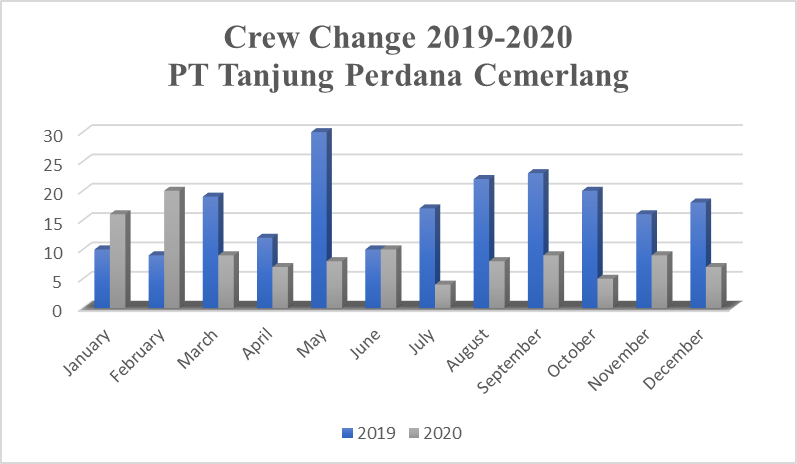 Crew Change 2019-2020
PT Tanjung Perdana Cemerlang
30
25
20
15
10
5
0
January
February
March
April
May
June
July
August
September
October
November
December
2019
2020